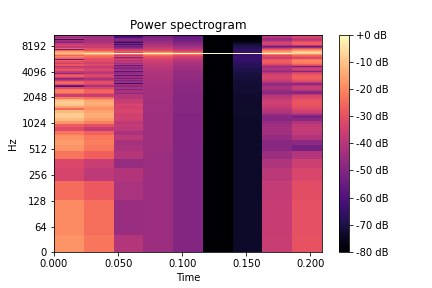 Power spectrogram
8192
4096
2048
1024
512
256
128
64
0
Hz
0.000 0.050 0.100 0.150 0.200
Time
+0 dB
-10 dB
-20 dB
-30 dB
-40 dB
-50 dB
-60 dB
-70 dB
-80 dB